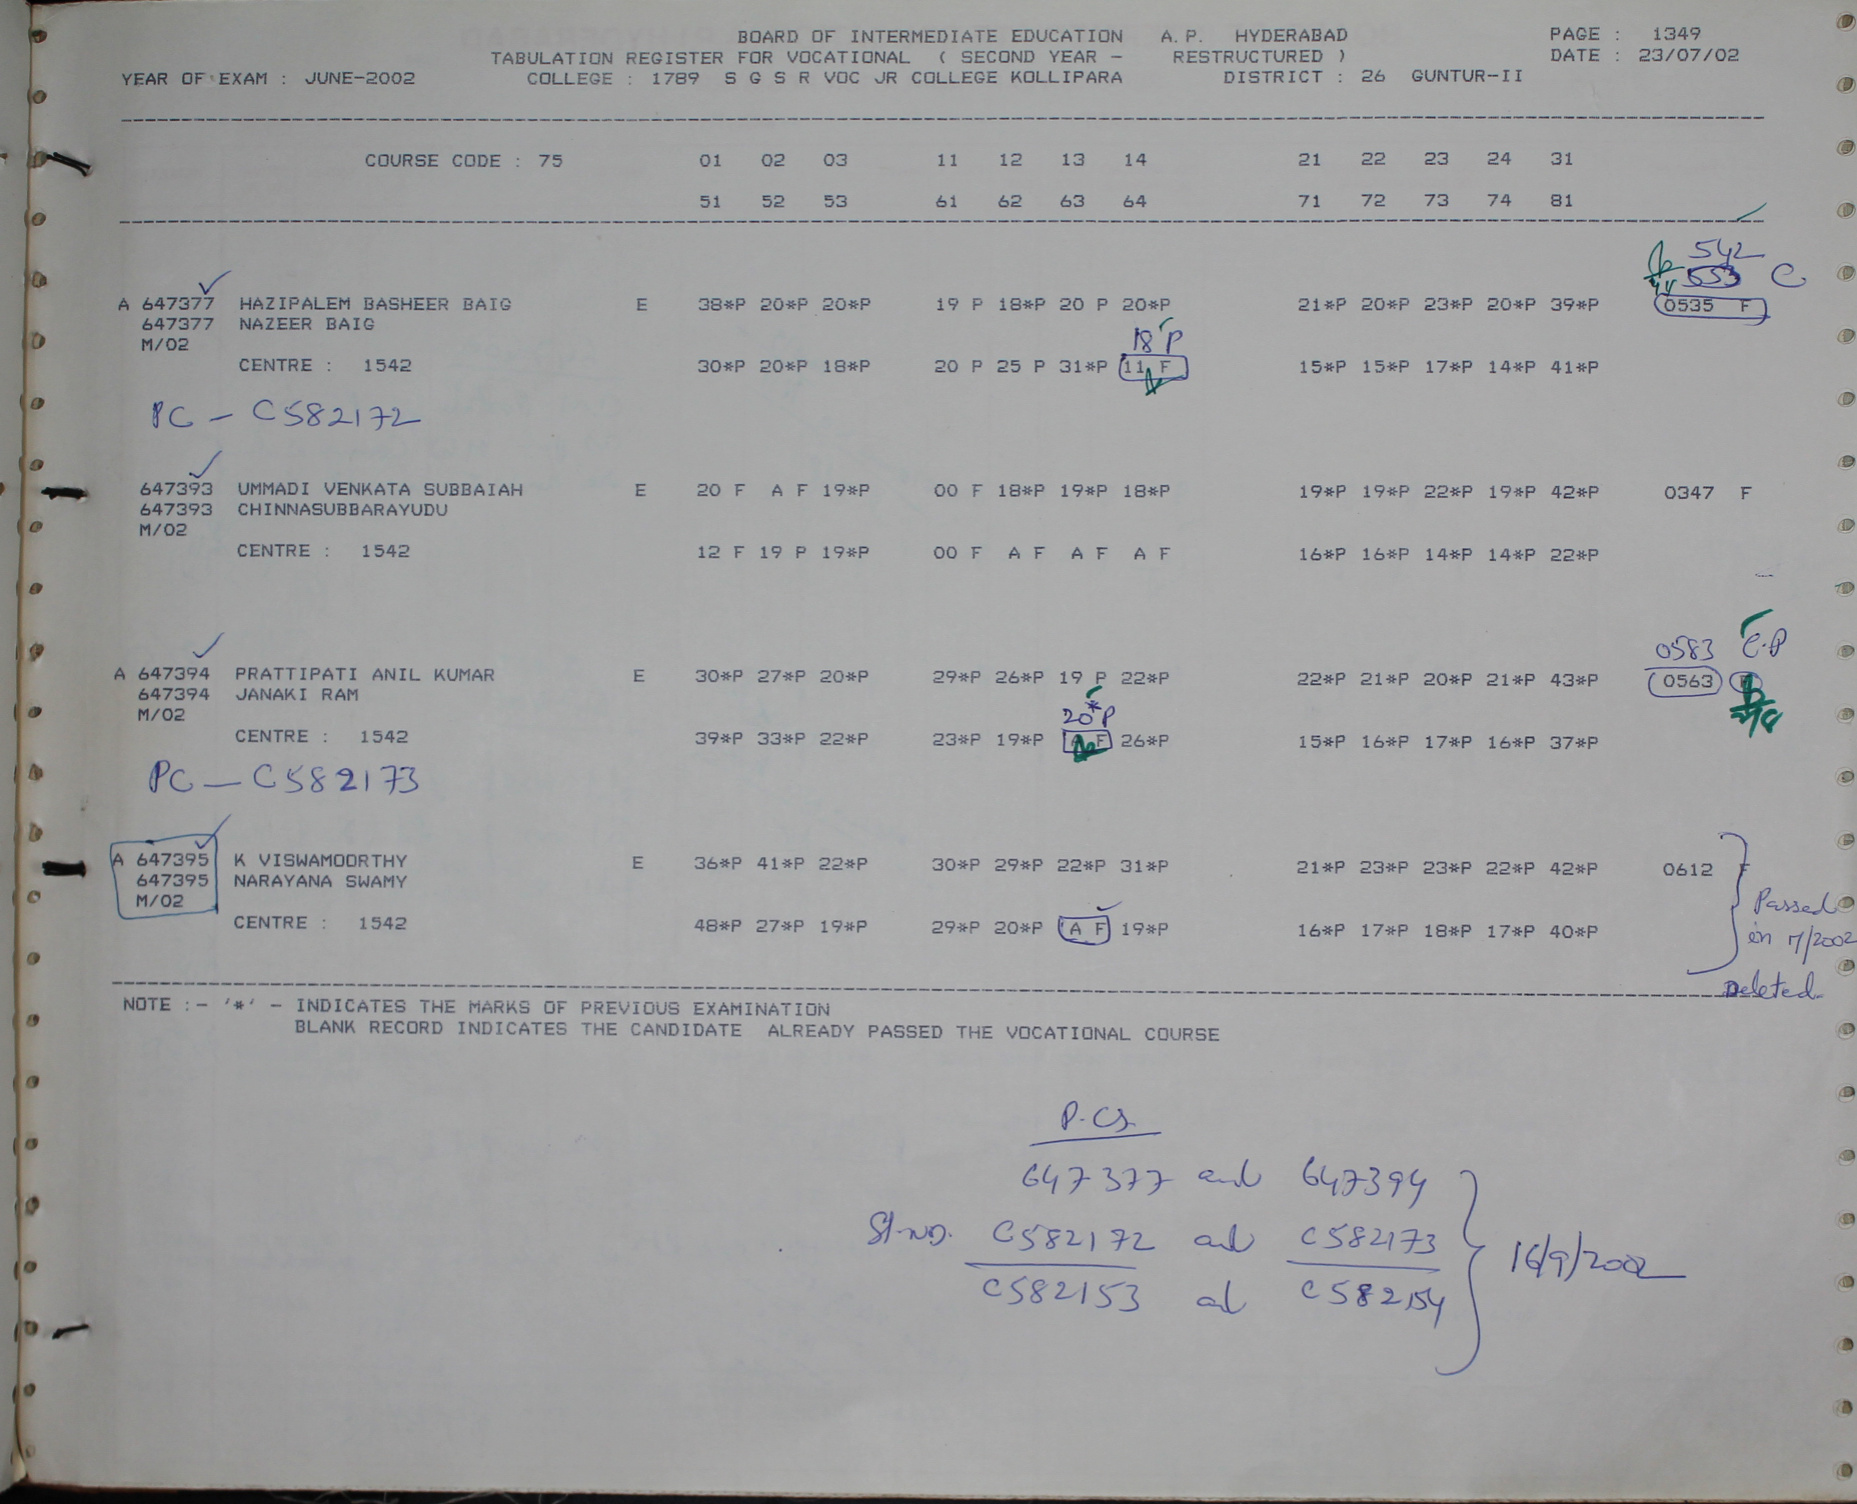 BOARD OF INTERMEDIATE EDUCATION A.P. HYDERABAD PAGE : 1349
TABULATION REGISTER FOR VOCATIONAL ( SECOND YEAR - RESTRUCTURED ) DATE : 23/07/02
YEAR OF EXAM : JUNE-2002 COLLEGE : 1789 S G S R VOC JR COLLEGE KOLLIPARA DISTRICT : 26 GUNTUR-II
COURSE CODE : 75 01 02 03 11 12 13 14 21 22 23 24 31
51 52 53 61 62 63 64 71 72 73 74 81
542
553 C
A 647377 HAZIPALEM BASHEER BAIG E 38*P 20*P 20*P 19 P 18*P 20 P 20*P 21*P 20*P 23*P 20*P 39*P 0535 F
647377 NAZEER BAIG
M/02 18 P
CENTRE : 1542 30*P 20*P 18*P 20 P 25 P 31*P 11 F 15*P 15*P 17*P 14*P 41*P
PC - C582172
647393 UMMADI VENKATA SUBBAIAH E 20 F A F 19*P 00 F 18*P 19*P 18*P 19*P 19*P 22*P 19*P 42*P 0347 F
647393 CHINNASUBBARAYUDU
M/02
CENTRE : 1542 12 F 19 P 19*P 00 F A F A F A F 16*P 16*P 14*P 14*P 22*P
0583 C.P
A 647394 PRATTIPATI ANIL KUMAR E 30*P 27*P 20*P 29*P 26*P 19 P 22*P 22*P 21*P 20*P 21*P 43*P 0563
647394 JANAKI RAM
M/02 20*P
CENTRE : 1542 39*P 33*P 22*P 23*P 19*P F 26*P 15*P 16*P 17*P 16*P 37*P
PC - C582173
A 647395 K VISWAMOORTHY E 36*P 41*P 22*P 30*P 29*P 22*P 31*P 21*P 23*P 23*P 22*P 42*P 0612 F
647395 NARAYANA SWAMY
M/02 Passed
CENTRE : 1542 48*P 27*P 19*P 29*P 20*P A F 19*P 16*P 17*P 18*P 17*P 40*P in 7/2002
Deleted
NOTE :- '*' - INDICATES THE MARKS OF PREVIOUS EXAMINATION
BLANK RECORD INDICATES THE CANDIDATE ALREADY PASSED THE VOCATIONAL COURSE
P.Cs
647377 and 647394
Sl.No. C582172 and C582173 16/9/2002
C582153 and C582154